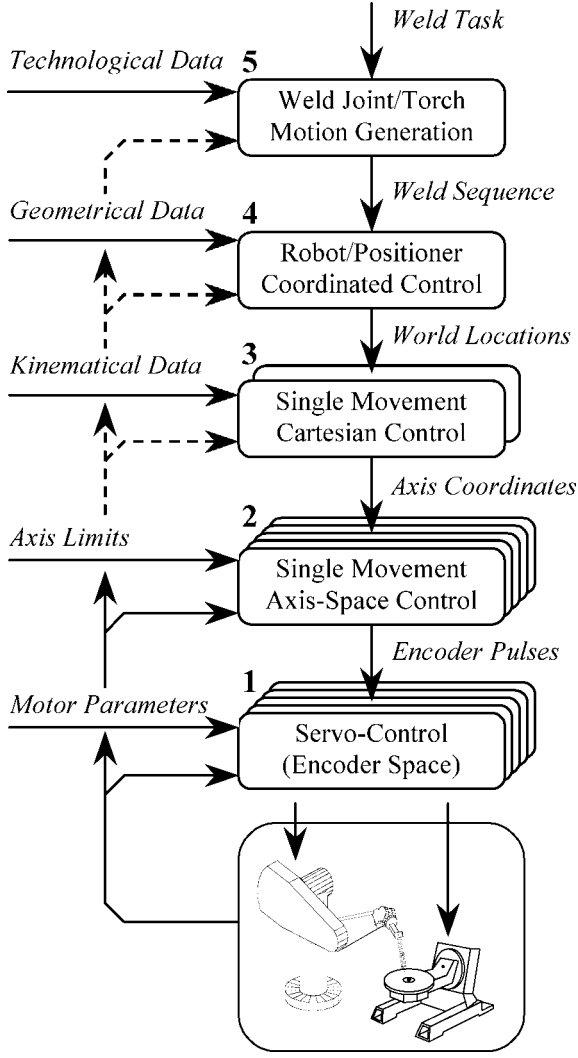 Weld Task
Technological Data
5
Weld Joint/Torch
Motion Generation
Weld Sequence
Geometrical Data
4
Robot/Positioner
Coordinated Control
World Locations
Kinematical Data
3
Single Movement
Cartesian Control
Axis Coordinates
Axis Limits
2
Single Movement
Axis-Space Control
Encoder Pulses
Motor Parameters
1
Servo-Control
(Encoder Space)